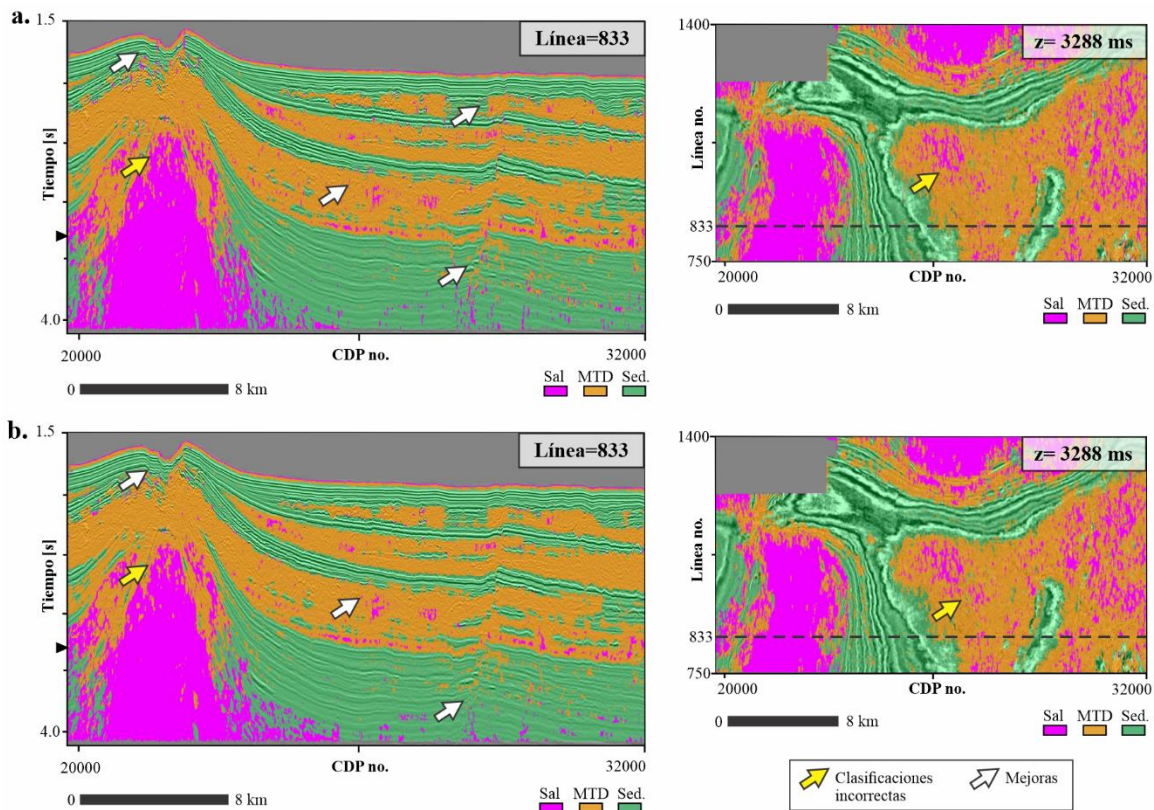 a.
1.5
Línea=833
Tiempo [s]
4.0
20000
CDP no.
32000
0
8 km
Sal MTD Sed.
1400
z= 3288 ms
Línea no.
833
750
20000
CDP no.
32000
0
8 km
Sal MTD Sed.
b.
1.5
Línea=833
Tiempo [s]
4.0
20000
CDP no.
32000
0
8 km
Sal MTD Sed.
1400
z= 3288 ms
Línea no.
833
750
20000
CDP no.
32000
0
8 km
Sal MTD Sed.
Clasificaciones
incorrectas
Mejoras